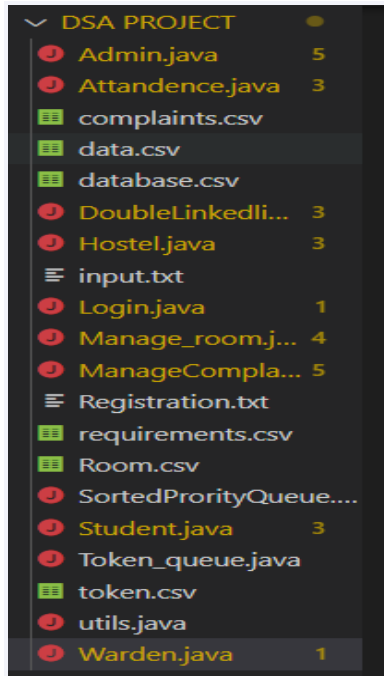 DSA PROJECT
J Admin.java 5
J Attandence.java 3
complaints.csv
data.csv
database.csv
J DoubleLinkedli... 3
J Hostel.java 3
input.txt
J Login.java 1
J Manage_room.j... 4
J ManageCompla... 5
Registration.txt
requirements.csv
Room.csv
J SortedProrityQueue....
J Student.java 3
J Token_queue.java
token.csv
J utils.java
J Warden.java 1